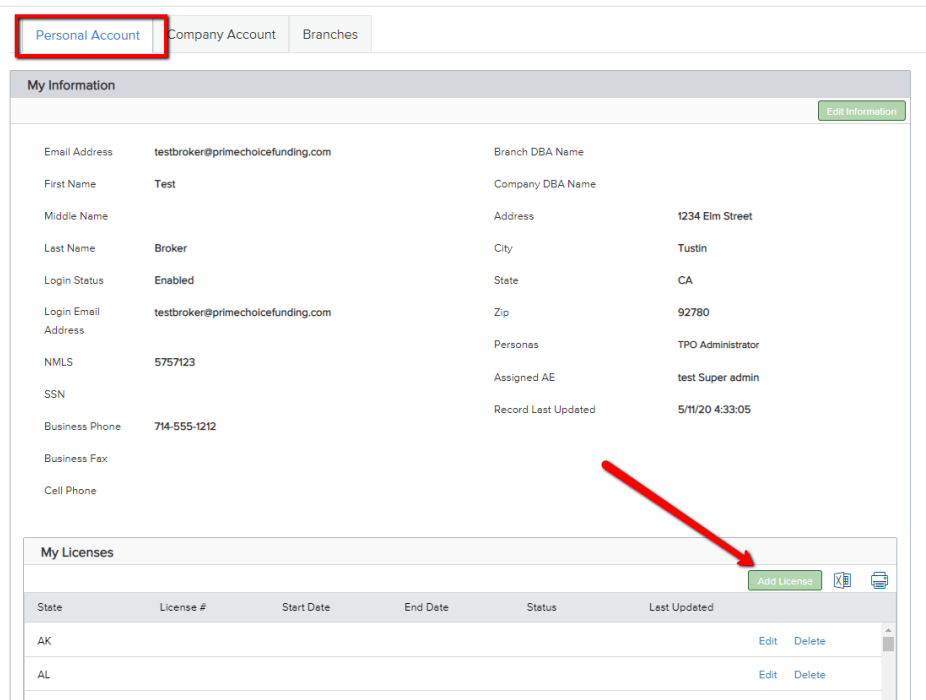 Personal Account Company Account Branches
My Information
Edit Information
Email Address testbroker@primechoicefunding.com
First Name Test
Middle Name
Last Name Broker
Login Status Enabled
Login Email
Address
testbroker@primechoicefunding.com
NMLS 5757123
SSN
Business Phone 714-555-1212
Business Fax
Cell Phone
Branch DBA Name
Company DBA Name
Address 1234 Elm Street
City Tustin
State CA
Zip 92780
Personas TPO Administrator
Assigned AE test Super admin
Record Last Updated 5/11/20 4:33:05
My Licenses
Add License
State License # Start Date End Date Status Last Updated
AK Edit Delete
AL Edit Delete